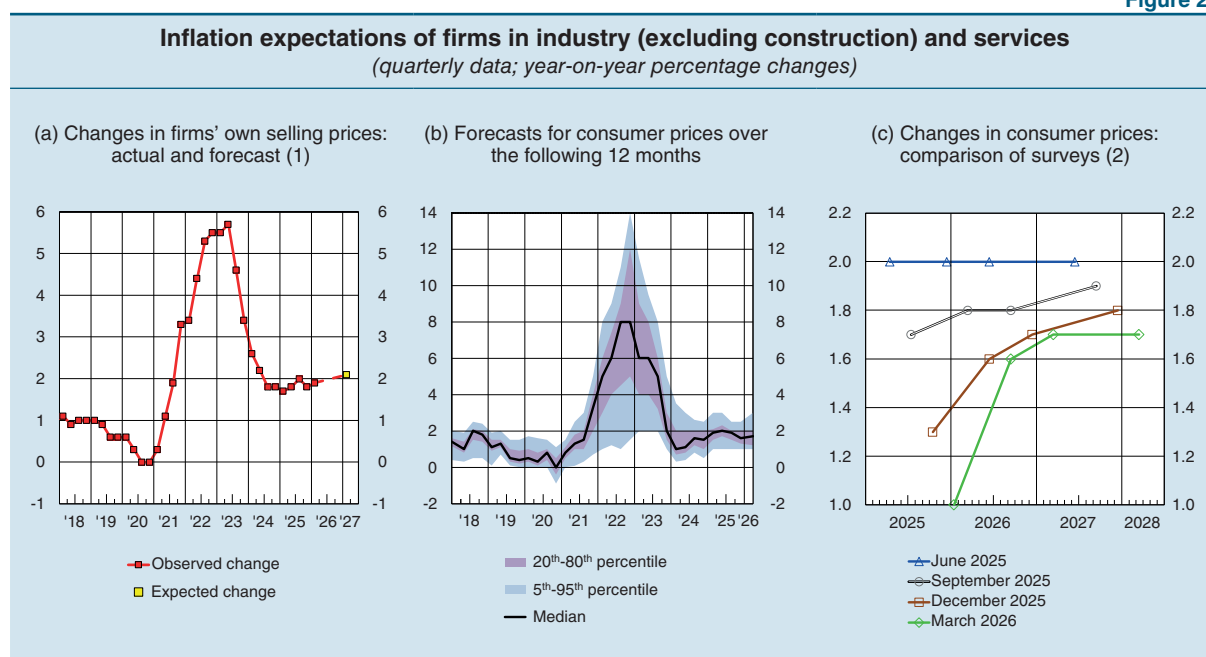 Figure 2
Inflation expectations of firms in industry (excluding construction) and services
(quarterly data; year-on-year percentage changes)
(a) Changes in firms' own selling prices:
actual and forecast (1)
6 6
5 5
4 4
3 3
2 2
1 1
0 0
-1 -1
'18 '19 '20 '21 '22 '23 '24 '25 '26 '27
Observed change
Expected change
(b) Forecasts for consumer prices over
the following 12 months
14 14
12 12
10 10
8 8
6 6
4 4
2 2
0 0
-2 -2
'18 '19 '20 '21 '22 '23 '24 '25 '26
20th-80th percentile
5th-95th percentile
Median
(c) Changes in consumer prices:
comparison of surveys (2)
2.2 2.2
2.0 2.0
1.8 1.8
1.6 1.6
1.4 1.4
1.2 1.2
1.0 1.0
2025 2026 2027 2028
June 2025
September 2025
December 2025
March 2026